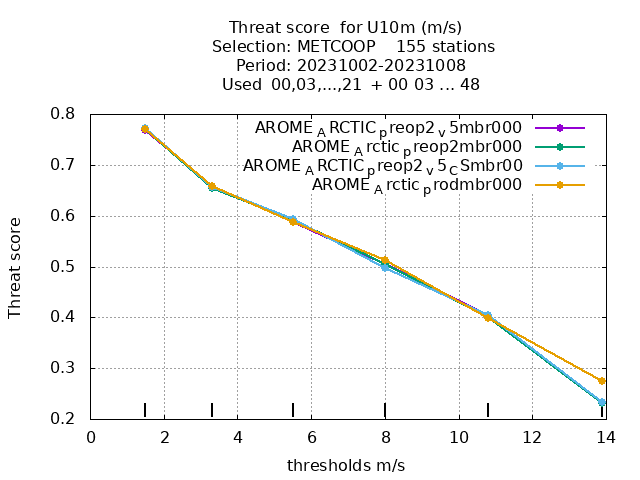 Threat score for U10m (m/s)
Selection: METCOOP 155 stations
Period: 20231002-20231008
Used 00,03,...,21 + 00 03 ... 48
AROME_ARCTIC_preop2_v5mbr000
AROME_Arctic_preop2mbr000
AROME_ARCTIC_preop2_v5_CSmbr00
AROME_Arctic_prodmbr000
0.8
0.7
0.6
0.5
0.4
0.3
0.2
Threat score
0 2 4 6 8 10 12 14
thresholds m/s